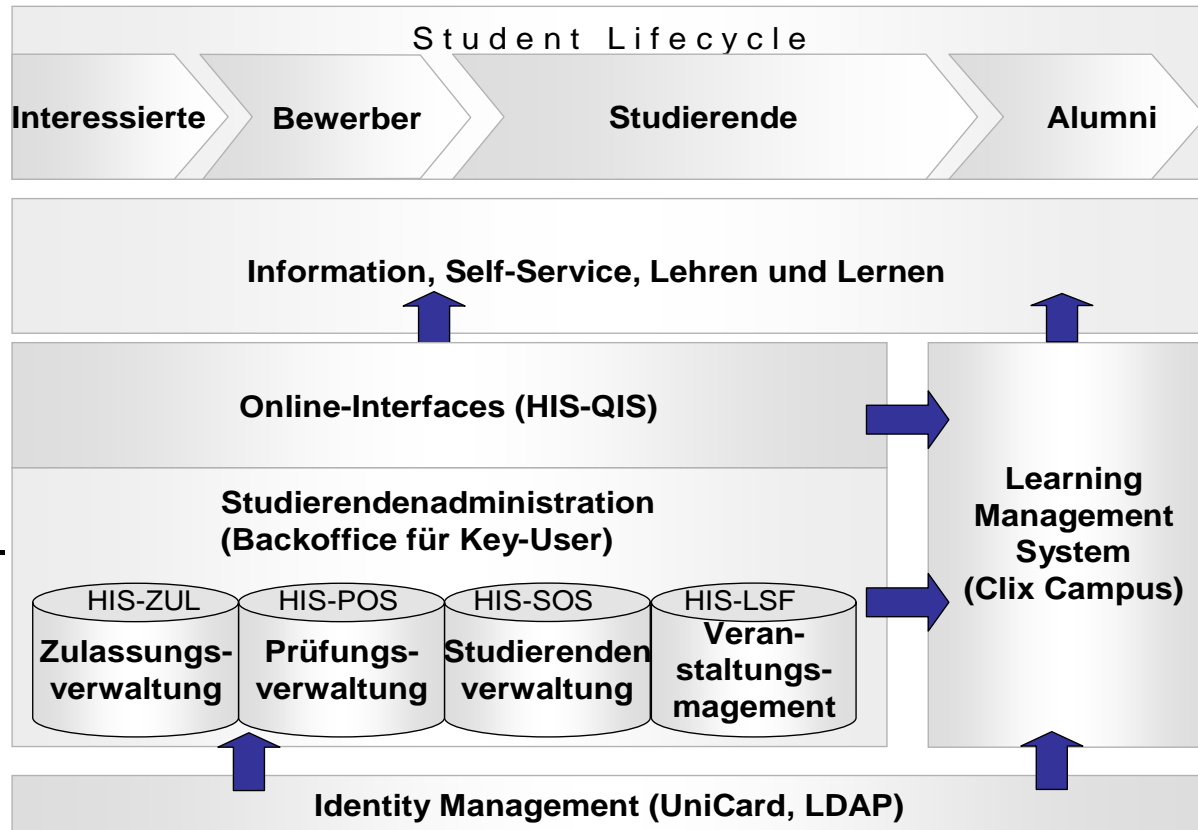 Student Lifecycle
Interessierte
Bewerber
Studierende
Alumni
Information, Self-Service, Lehren und Lernen
Online-Interfaces (HIS-QIS)
Studierendenadministration
(Backoffice für Key-User)
HIS-ZUL
Zulassungs-
verwaltung
HIS-POS
Prüfungs-
verwaltung
HIS-SOS
Studierenden
verwaltung
HIS-LSF
Veran-
staltungs-
magement
Learning
Management
System
(Clix Campus)
Identity Management (UniCard, LDAP)